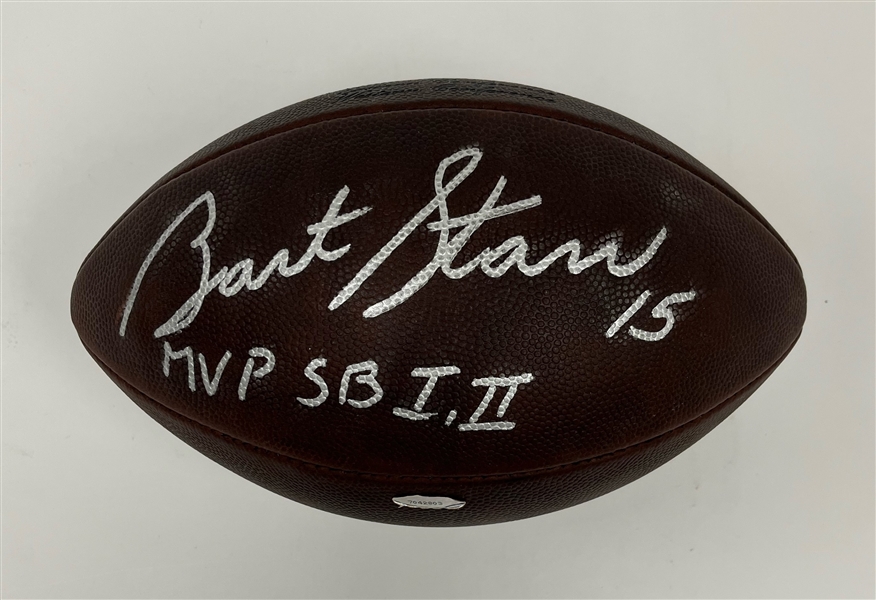 Bart Starr 15
MVP SB I, II